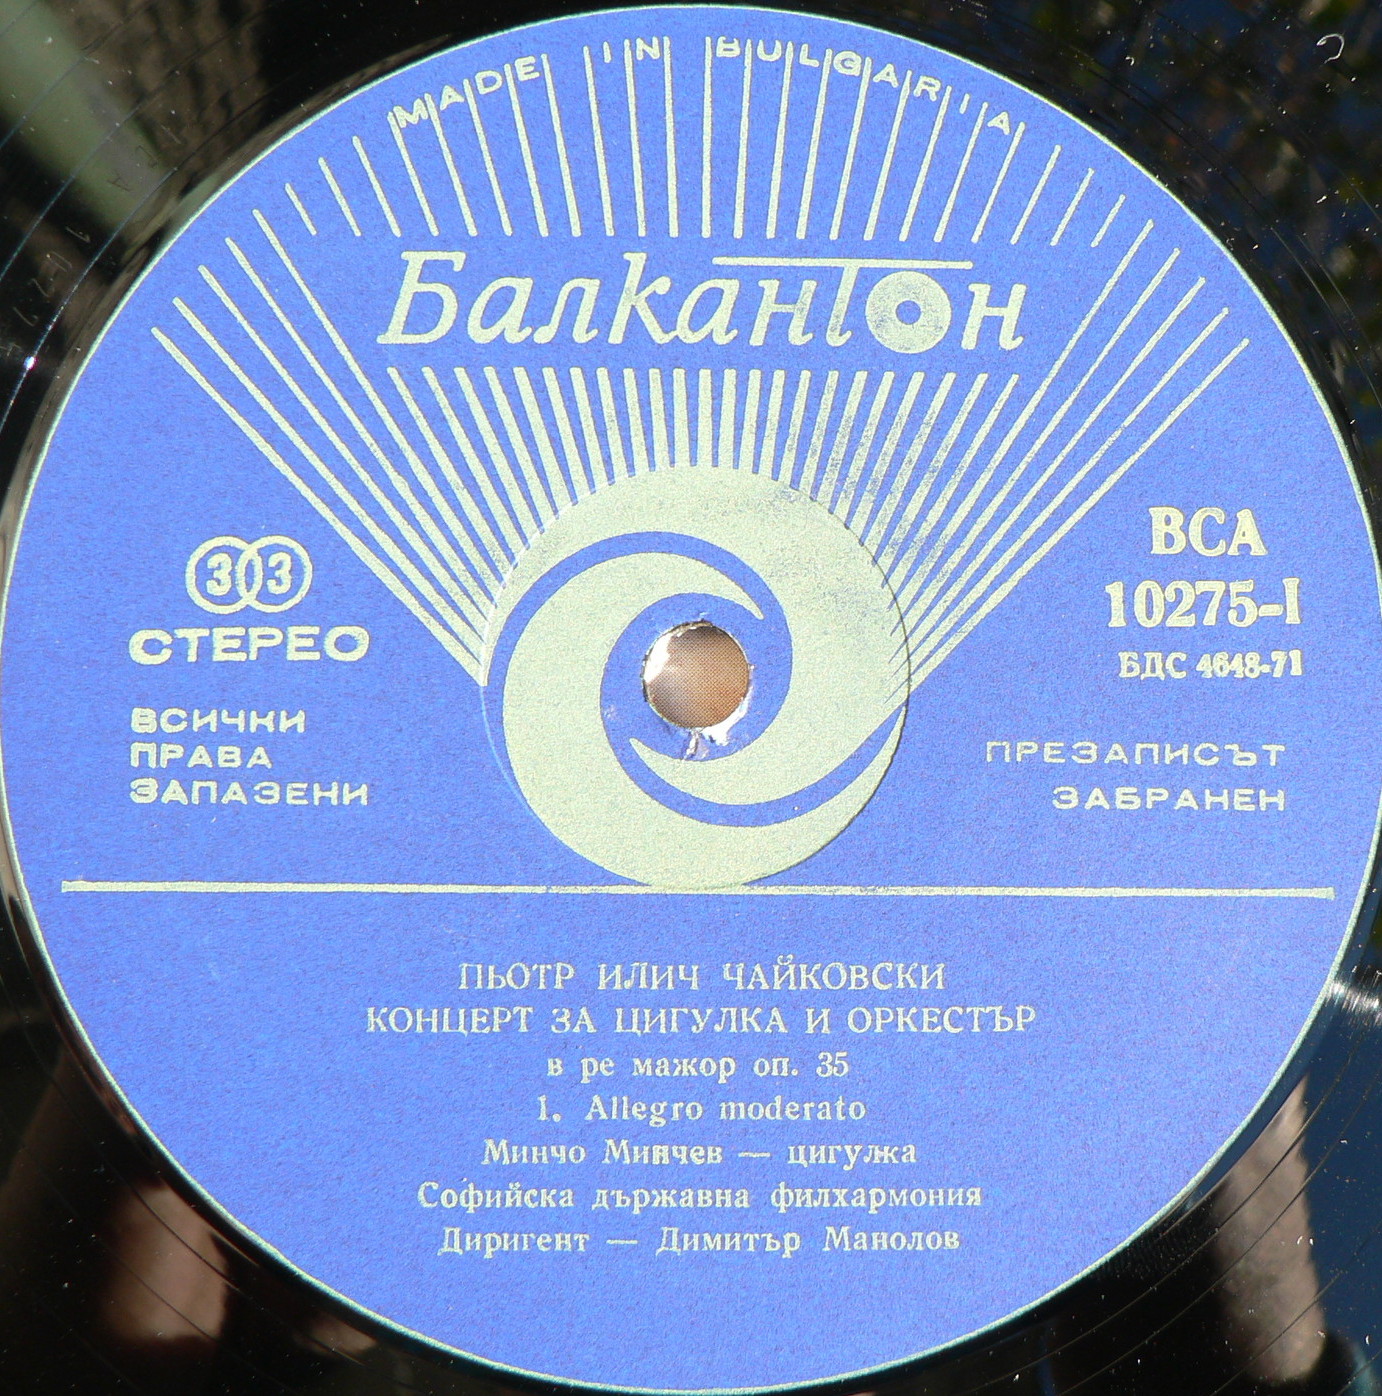 MADE IN BULGARIA
Балкантон
33
СТЕРЕО
ВСИЧКИ
ПРАВА
ЗАПАЗЕНИ
ВСА
10275-I
БДС 4648-71
ПРЕЗАПИСЪТ
ЗАБРАНЕН
ПЬОТР ИЛИЧ ЧАЙКОВСКИ
КОНЦЕРТ ЗА ЦИГУЛКА И ОРКЕСТЪР
в ре мажор оп. 35
1. Allegro moderato
Минчо Минчев — цигулка
Софийска държавна филхармония
Диригент — Димитър Манолов